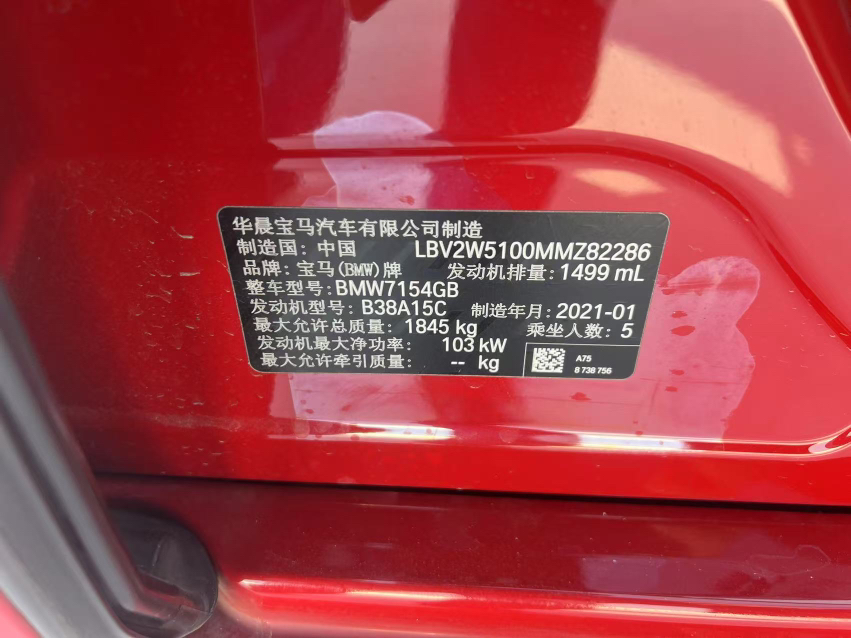 华晨宝马汽车有限公司制造
制造国: 中国 LBV2W5100MMZ82286
品牌: 宝马(BMW)牌 发动机排量: 1499 mL
整车型号: BMW7154GB
发动机型号: B38A15C 制造年月: 2021-01
最大允许总质量: 1845 kg 乘坐人数: 5
发动机最大净功率: 103 kW
最大允许牵引质量: -- kg
A75
8 738 756